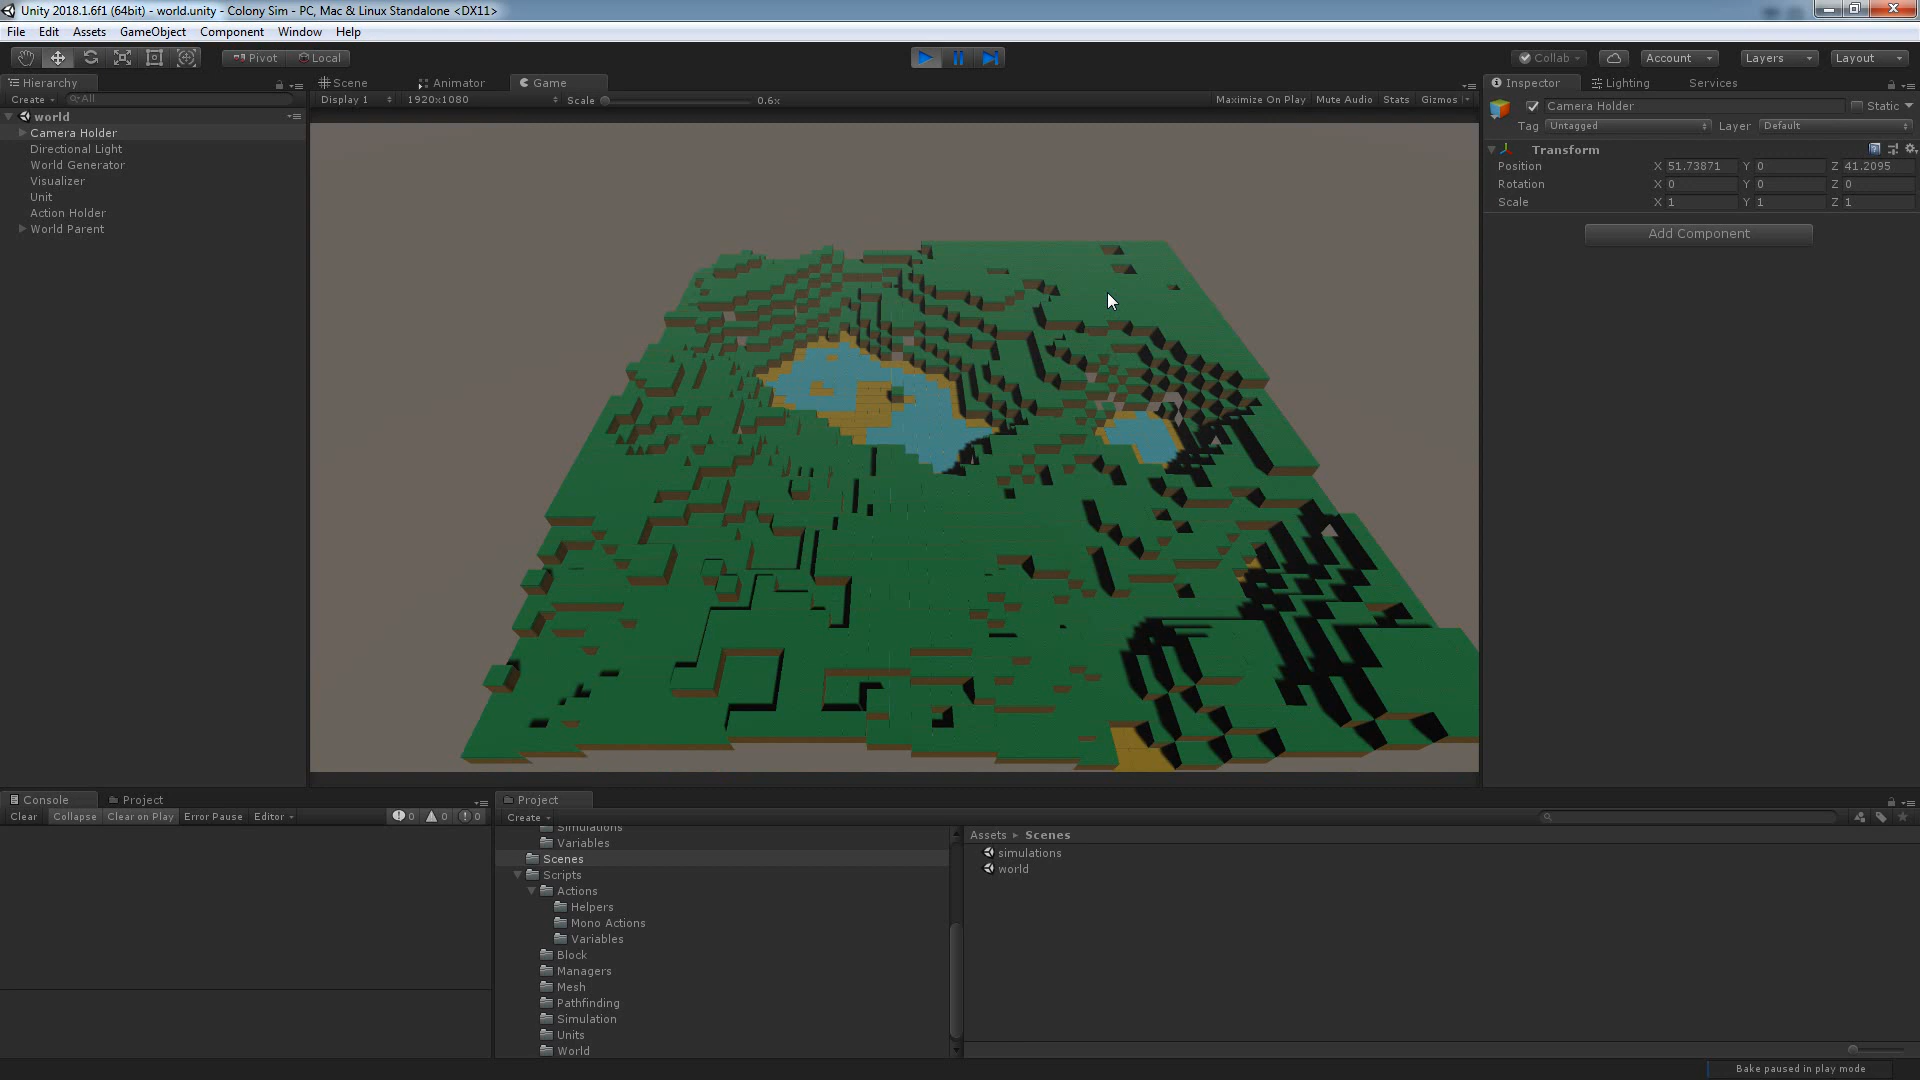 Unity 2018.1.6f1 (64bit) - world.unity - Colony Sim - PC, Mac & Linux Standalone <DX11>
File Edit Assets GameObject Component Window Help
Pivot Local Collab Account Layers Layout
Hierarchy
Create All
world
Camera Holder
Directional Light
World Generator
Visualizer
Unit
Action Holder
World Parent
Scene Animator Game
Display 1 1920x1080 Scale 0.6x Maximize On Play Mute Audio Stats Gizmos
Inspector Lighting Services
Camera Holder Static
Tag Untagged Layer Default
Transform
Position X 51.73871 Y 0 Z 41.2095
Rotation X 0 Y 0 Z 0
Scale X 1 Y 1 Z 1
Add Component
Console Project
Clear Collapse Clear on Play Error Pause Editor 0 0 0
Project
Create
Simulations
Variables
Scenes
Scripts
Actions
Helpers
Mono Actions
Variables
Block
Managers
Mesh
Pathfinding
Simulation
Units
World
Assets ▸ Scenes
simulations
world
Bake paused in play mode